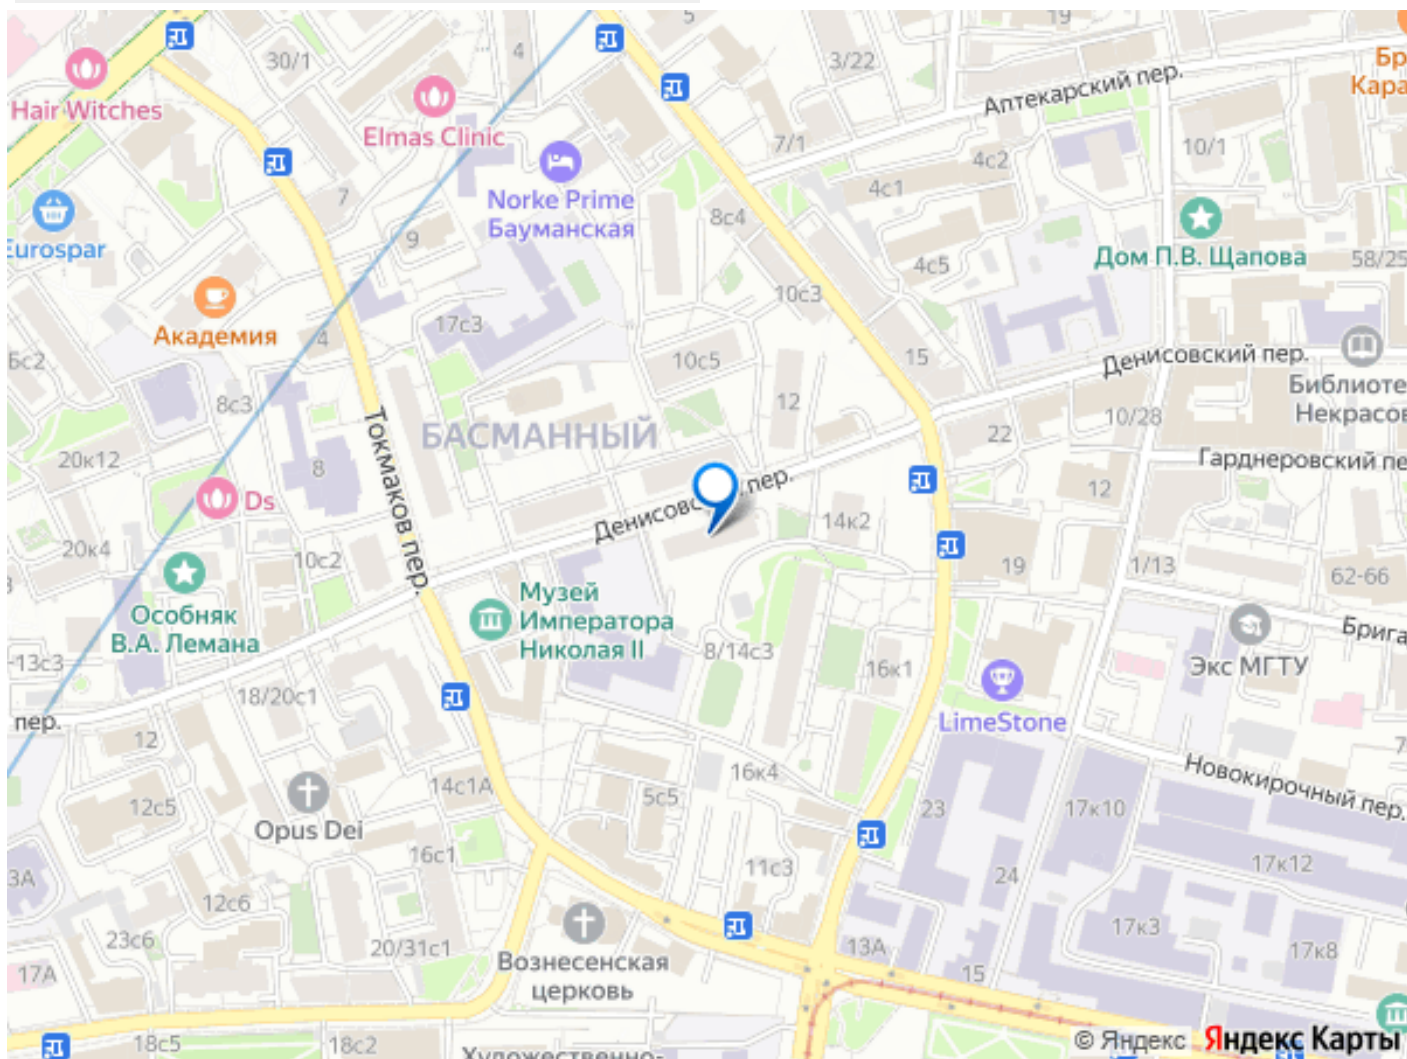 5
19
30/1
4
3/22
Бр
Кара
Hair Witches
Elmas Clinic
Аптекарский пер.
7/1
4с2
10/1
7
Norke Prime
Бауманская
4с1
8с4
Eurospar
9
4с5
Дом П.В. Щапова
58/25
10с3
Академия
4
17с3
6с2
10с5
15
Денисовский пер.
Библиоте
Некрасов
8с3
12
10/28
22
БАСМАННЫЙ
20к12
8
Токмаков пер.
Гарднеровский пе
12
Ds
Денисовс
пер.
14к2
20к4
10с2
19
1/13
62-66
Особняк
В.А. Лемана
Музей
Императора
Николая II
8/14с3
16к1
Брига
Экс МГТУ
-13с3
18/20с1
LimeStone
пер.
12
7
14с1А
16к4
Новокирочный пер.
12с5
5с5
23
17к10
Opus Dei
16с1
11с3
17к12
3А
24
12с6
17к3
23с6
20/31с1
13А
17к8
17А
Вознесенская
церковь
15
18с5
18с2
Художественно-
© Яндекс Яндекс Карты